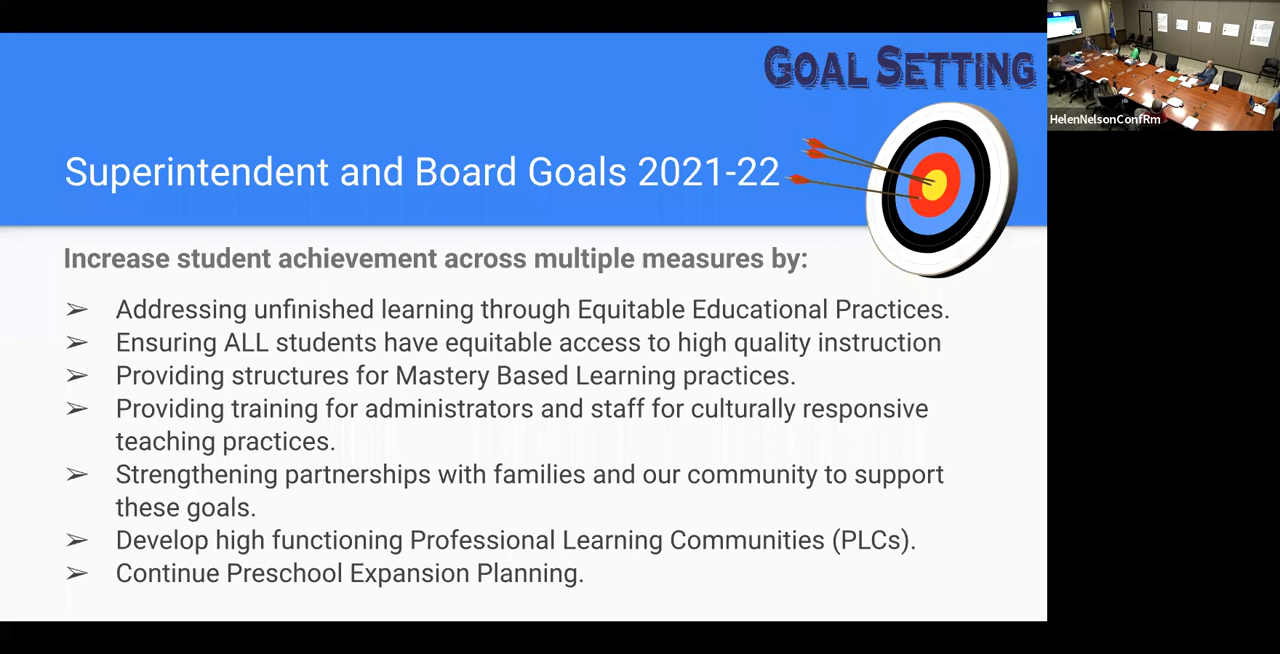 GOAL SETTING
Superintendent and Board Goals 2021-22
Increase student achievement across multiple measures by:
➢ Addressing unfinished learning through Equitable Educational Practices.
➢ Ensuring ALL students have equitable access to high quality instruction
➢ Providing structures for Mastery Based Learning practices.
➢ Providing training for administrators and staff for culturally responsive
teaching practices.
➢ Strengthening partnerships with families and our community to support
these goals.
➢ Develop high functioning Professional Learning Communities (PLCs).
➢ Continue Preschool Expansion Planning.
HelenNelsonConfRm